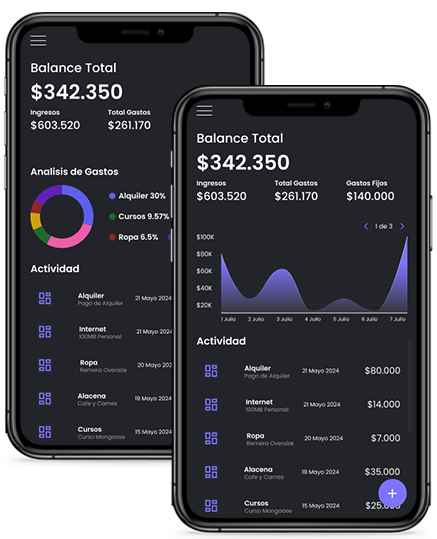 Balance Total
$342.350
Ingresos Total Gastos
$603.520 $261.170
Analisis de Gastos
Alquiler 30%
Cursos 9.57%
Ropa 6.5%
Actividad
Alquiler
Pago de Alquiler
21 Mayo 2024
Internet
100MB Personal
21 Mayo 202
Ropa
Remera Oversize
20 Mayo 202
Alacena
Cafe y Carnes
19 Mayo 202
Cursos
Curso Mongoose
15 Mayo 202
Balance Total
$342.350
Ingresos Total Gastos Gastos Fijos
$603.520 $261.170 $140.000
1 de 3
$100K
$80K
$60K
$40K
$20K
1 Julio 2 Julio 3 Julio 4 Julio 5 Julio 6 Julio 7 Julio
Actividad
Alquiler
Pago de Alquiler
21 Mayo 2024 $80.000
Internet
100MB Personal
21 Mayo 2024 $14.000
Ropa
Remera Oversize
20 Mayo 2024 $7.000
Alacena
Cafe y Carnes
19 Mayo 2024 $35.000
Cursos
Curso Mongoose
15 Mayo 2024 $25.
+